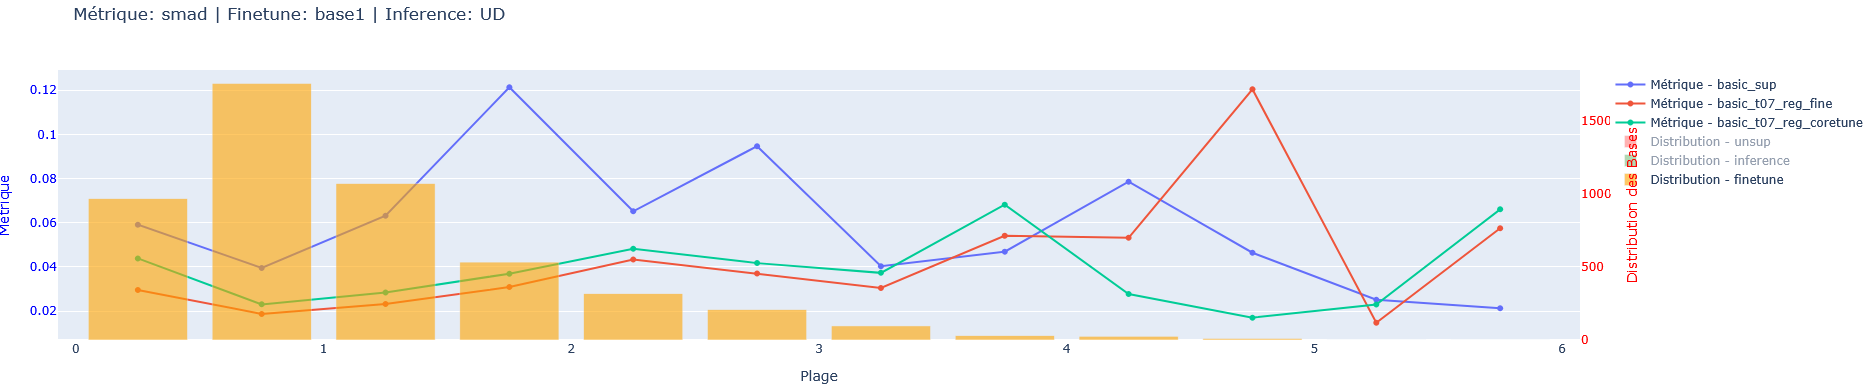 Métrique: smad | Finetune: base1 | Inference: UD
0.12
0.1
0.08
0.06
0.04
0.02
Métrique
0
1
2
3
4
5
6
Plage
1500
1000
500
0
Distribution des Bases
Métrique - basic_sup
Métrique - basic_t07_reg_fine
Métrique - basic_t07_reg_coretune
Distribution - unsup
Distribution - inference
Distribution - finetune